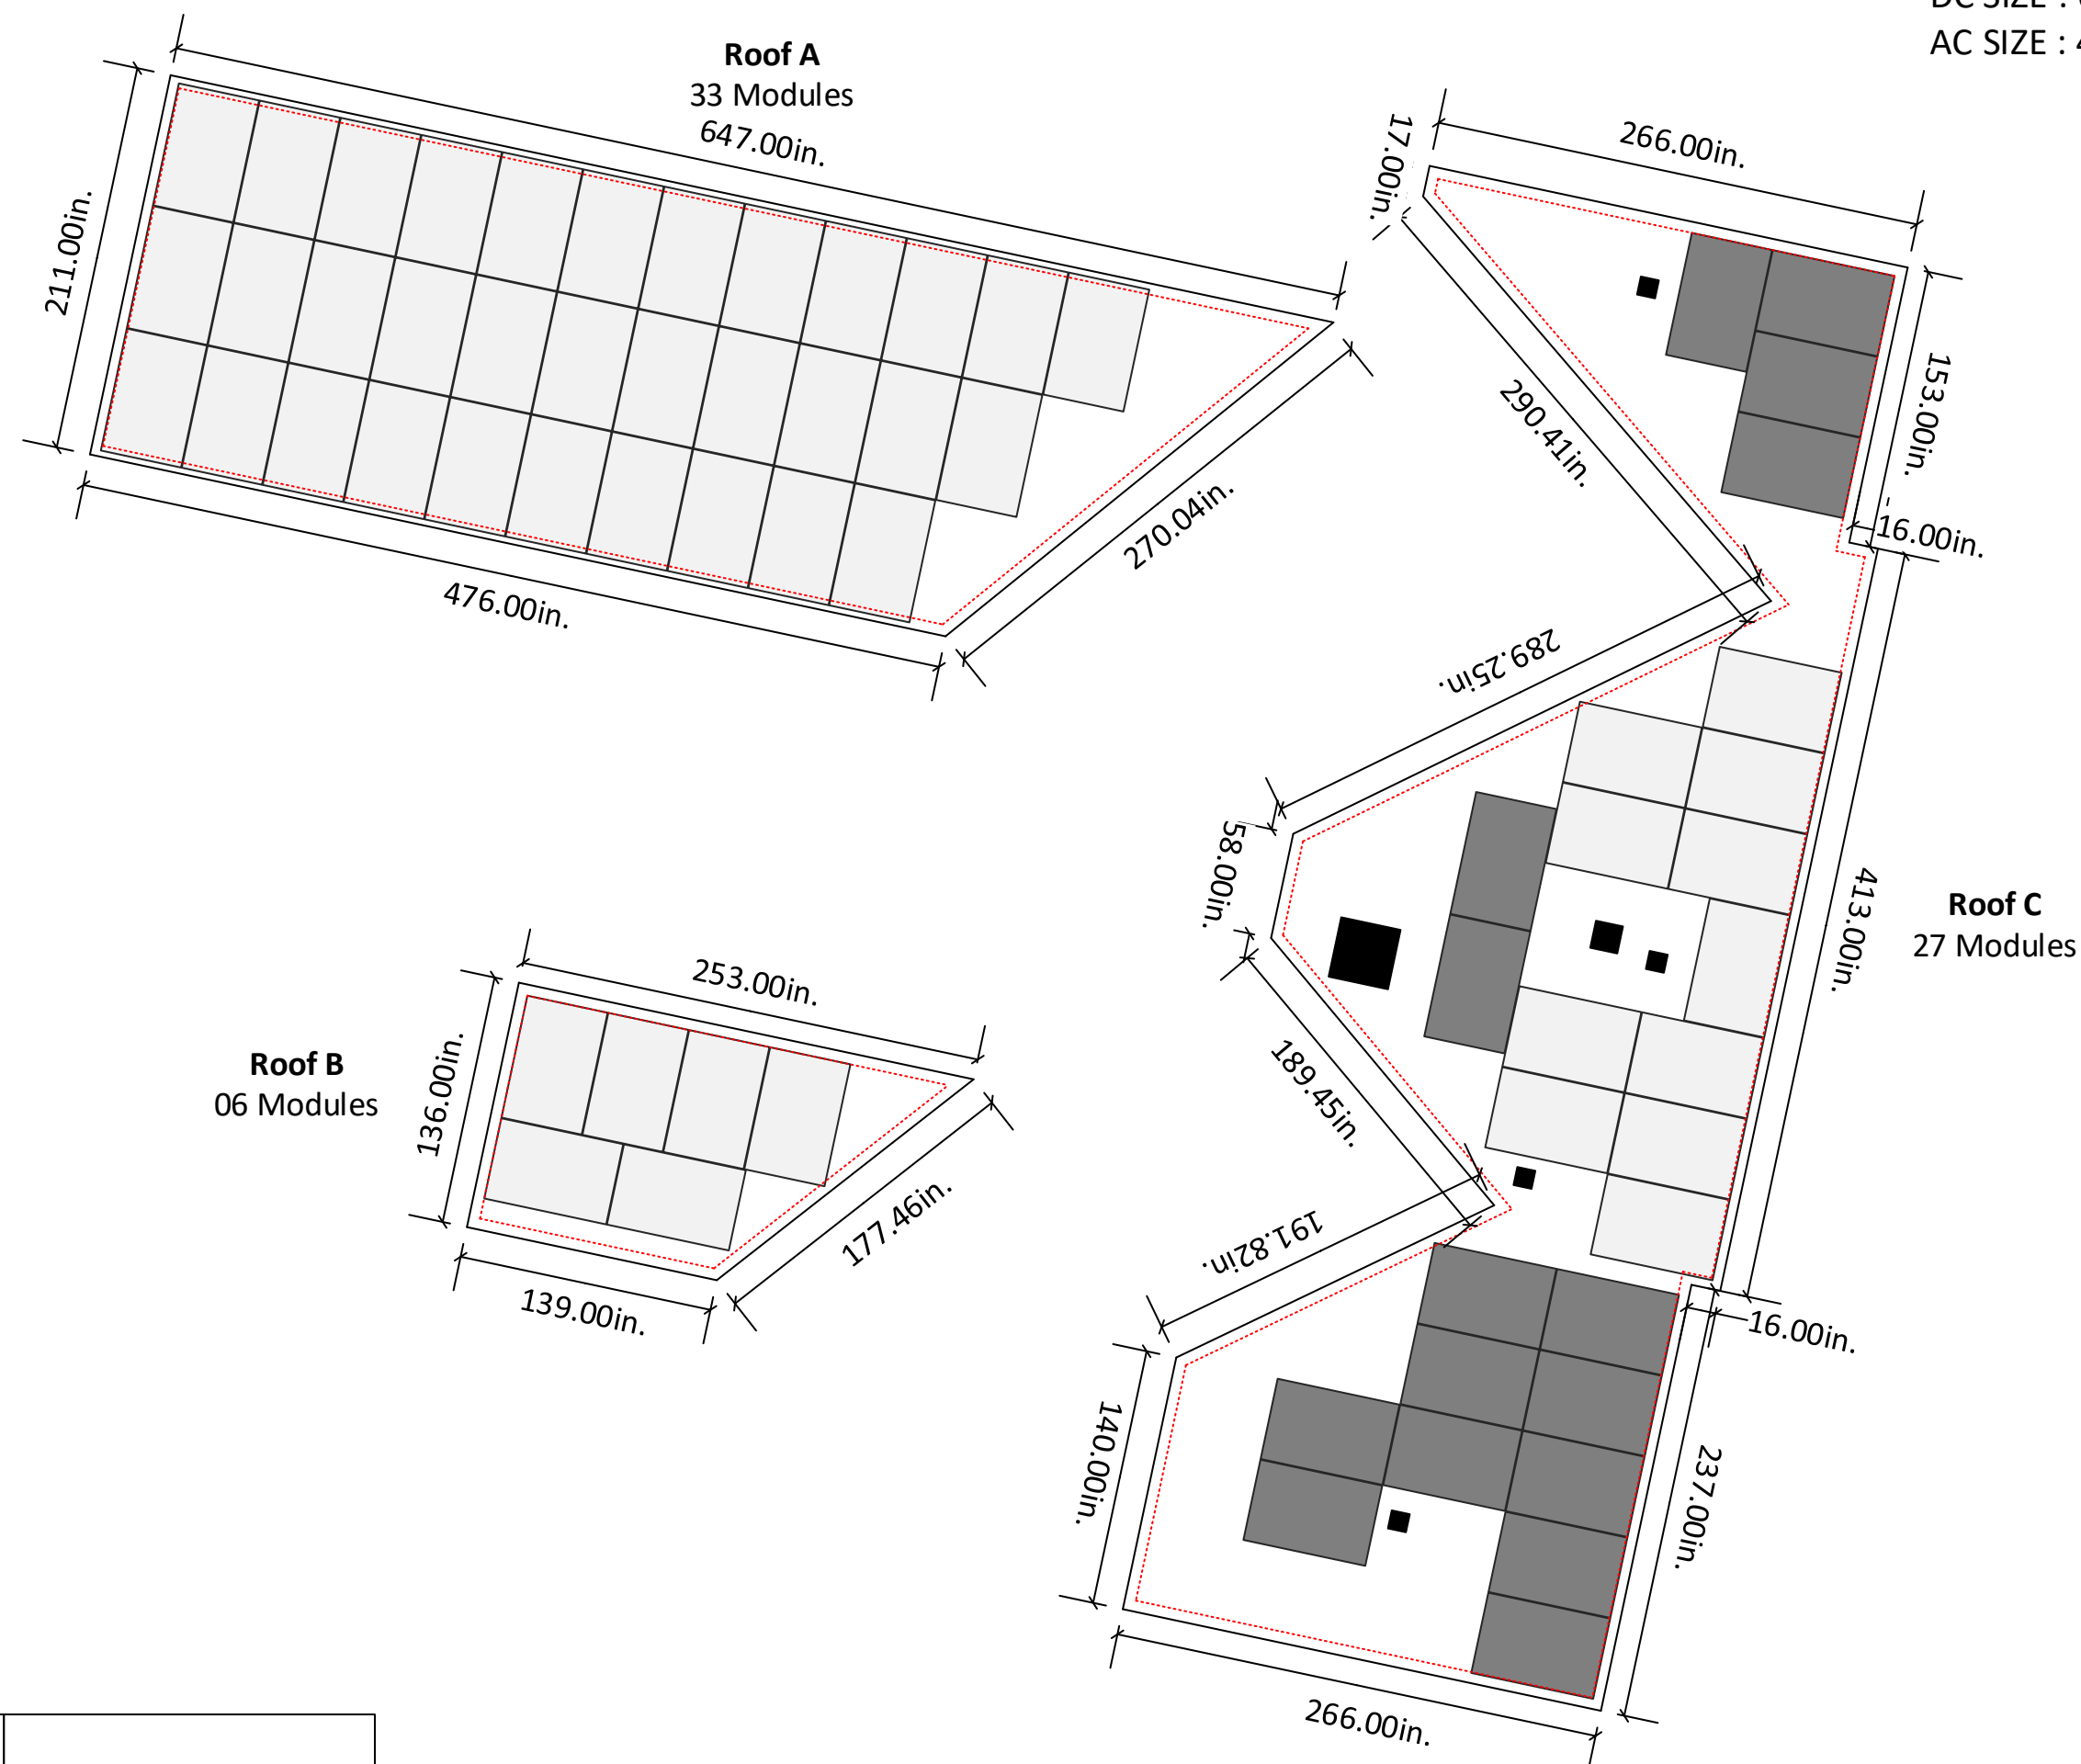 DC SIZE :
AC SIZE :
Roof A
33 Modules
647.00in.
211.00in.
476.00in.
270.04in.
17.00in.
266.00in.
153.00in.
290.41in.
16.00in.
289.25in.
58.00in.
413.00in.
Roof C
27 Modules
189.45in.
Roof B
06 Modules
253.00in.
136.00in.
177.46in.
139.00in.
191.82in.
16.00in.
140.00in.
237.00in.
266.00in.